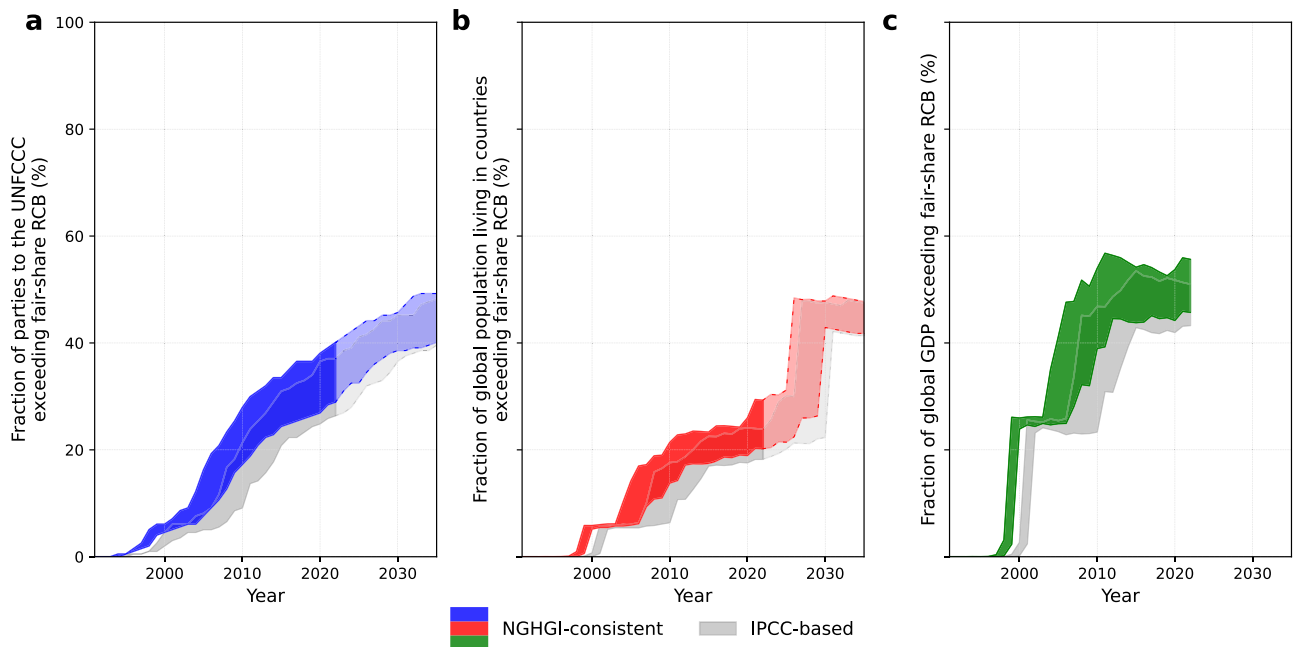 a
b
c
Fraction of parties to the UNFCCC
exceeding fair-share RCB (%)
100
80
60
40
20
0
2000 2010 2020 2030
Year
Fraction of global population living in countries
exceeding fair-share RCB (%)
2000 2010 2020 2030
Year
Fraction of global GDP exceeding fair-share RCB (%)
2000 2010 2020 2030
Year
NGHGI-consistent
IPCC-based